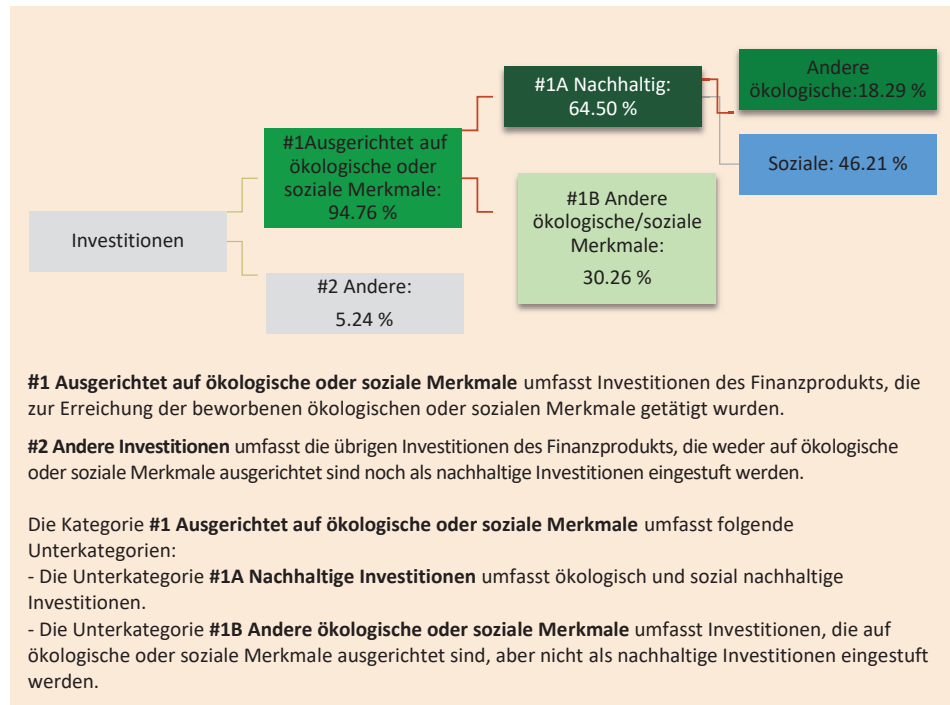 Investitionen
#1Ausgerichtet auf
ökologische oder
soziale Merkmale:
94.76 %
#2 Andere:
5.24 %
#1A Nachhaltig:
64.50 %
#1B Andere
ökologische/soziale
Merkmale:
30.26 %
Andere
ökologische:18.29 %
Soziale: 46.21 %
#1 Ausgerichtet auf ökologische oder soziale Merkmale umfasst Investitionen des Finanzprodukts, die
zur Erreichung der beworbenen ökologischen oder sozialen Merkmale getätigt wurden.
#2 Andere Investitionen umfasst die übrigen Investitionen des Finanzprodukts, die weder auf ökologische
oder soziale Merkmale ausgerichtet sind noch als nachhaltige Investitionen eingestuft werden.
Die Kategorie #1 Ausgerichtet auf ökologische oder soziale Merkmale umfasst folgende
Unterkategorien:
- Die Unterkategorie #1A Nachhaltige Investitionen umfasst ökologisch und sozial nachhaltige
Investitionen.
- Die Unterkategorie #1B Andere ökologische oder soziale Merkmale umfasst Investitionen, die auf
ökologische oder soziale Merkmale ausgerichtet sind, aber nicht als nachhaltige Investitionen eingestuft
werden.